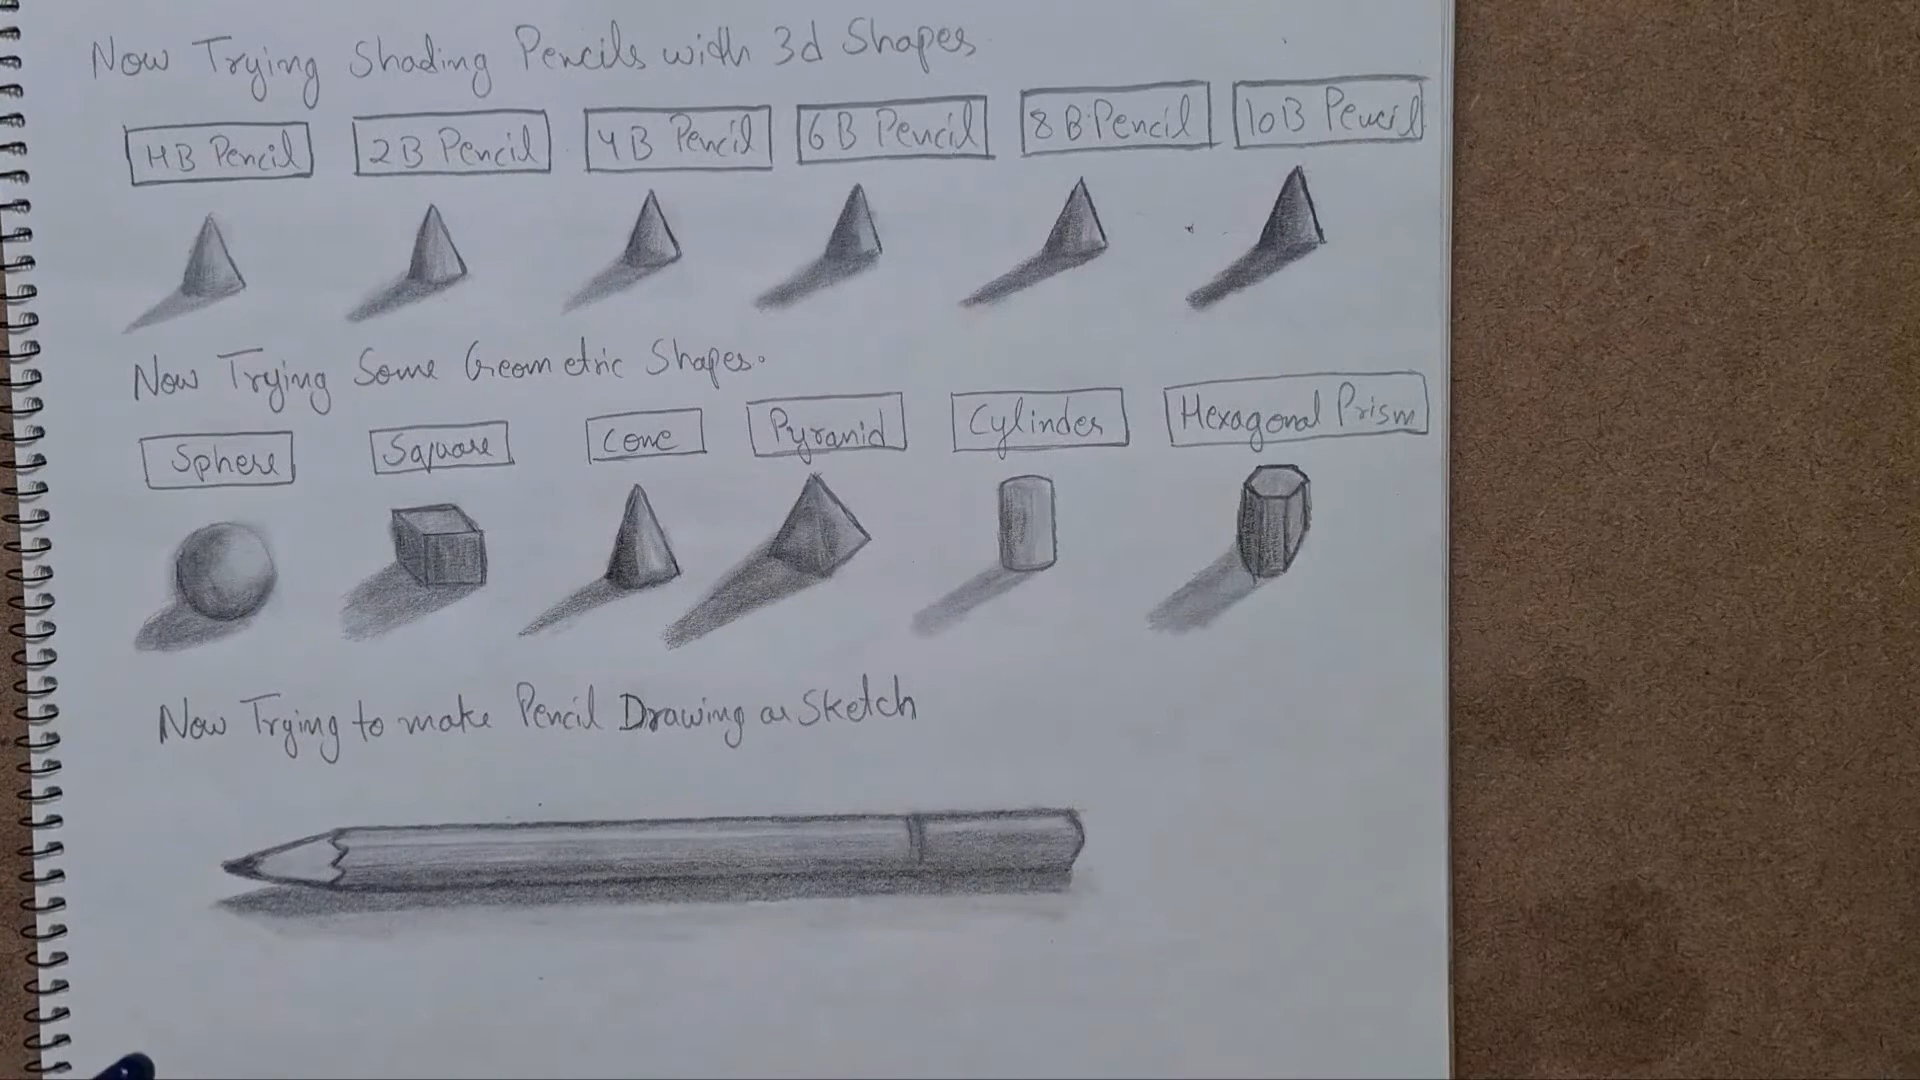 Now Trying Shading Pencils with 3d Shapes
HB Pencil 2B Pencil 4B Pencil 6B Pencil 8B Pencil 10B Pencil
Now Trying Some Geometric Shapes.
Sphere Square Cone Pyramid Cylinder Hexagonal Prism
Now Trying to make Pencil Drawing as Sketch